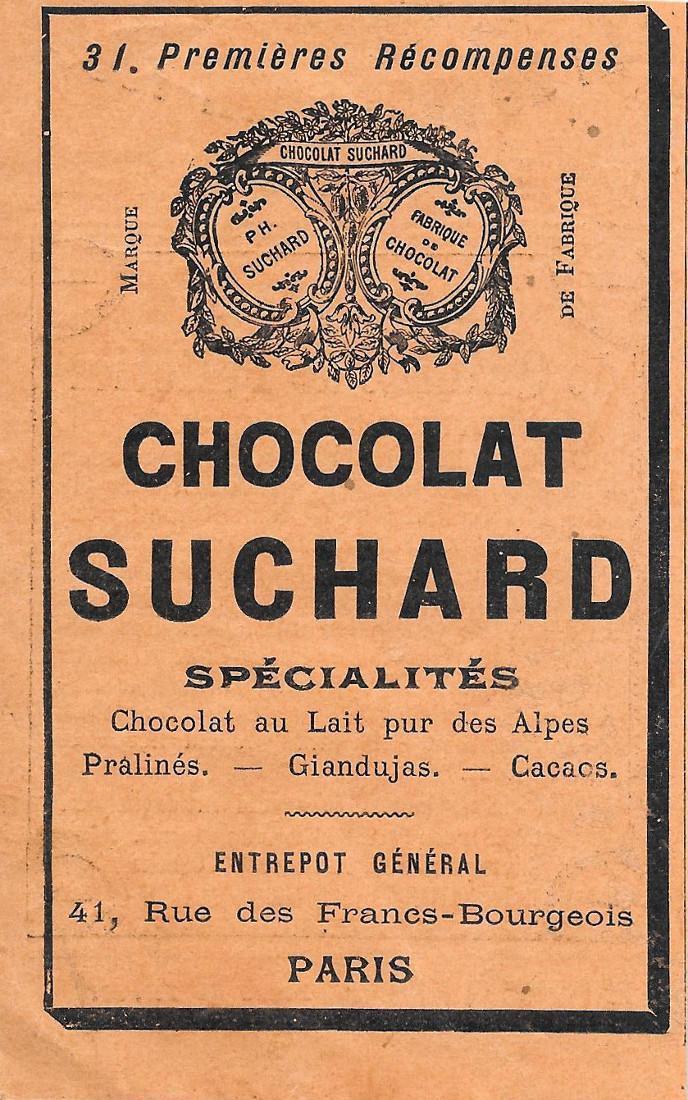 31. Premières Récompenses
CHOCOLAT SUCHARD
PH.
SUCHARD
FABRIQUE
DE
CHOCOLAT
MARQUE
DE FABRIQUE
CHOCOLAT
SUCHARD
SPÉCIALITÉS
Chocolat au Lait pur des Alpes
Pralinés. — Giandujas. — Cacaos.
ENTREPOT GÉNÉRAL
41, Rue des Francs-Bourgeois
PARIS